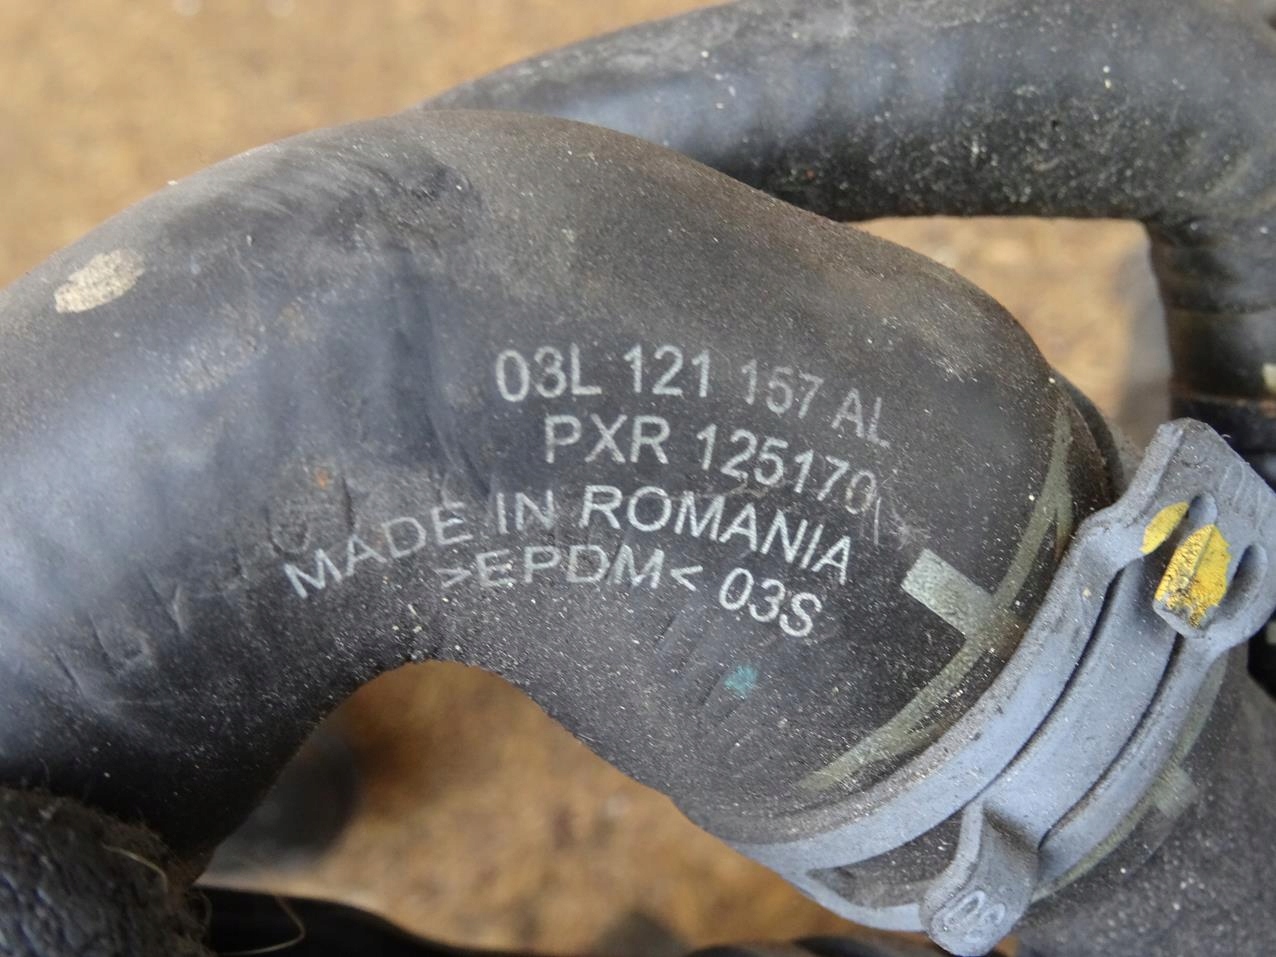 03L 121 157 AL
PXR 125170
MADE IN ROMANIA
>EPDM< 03S